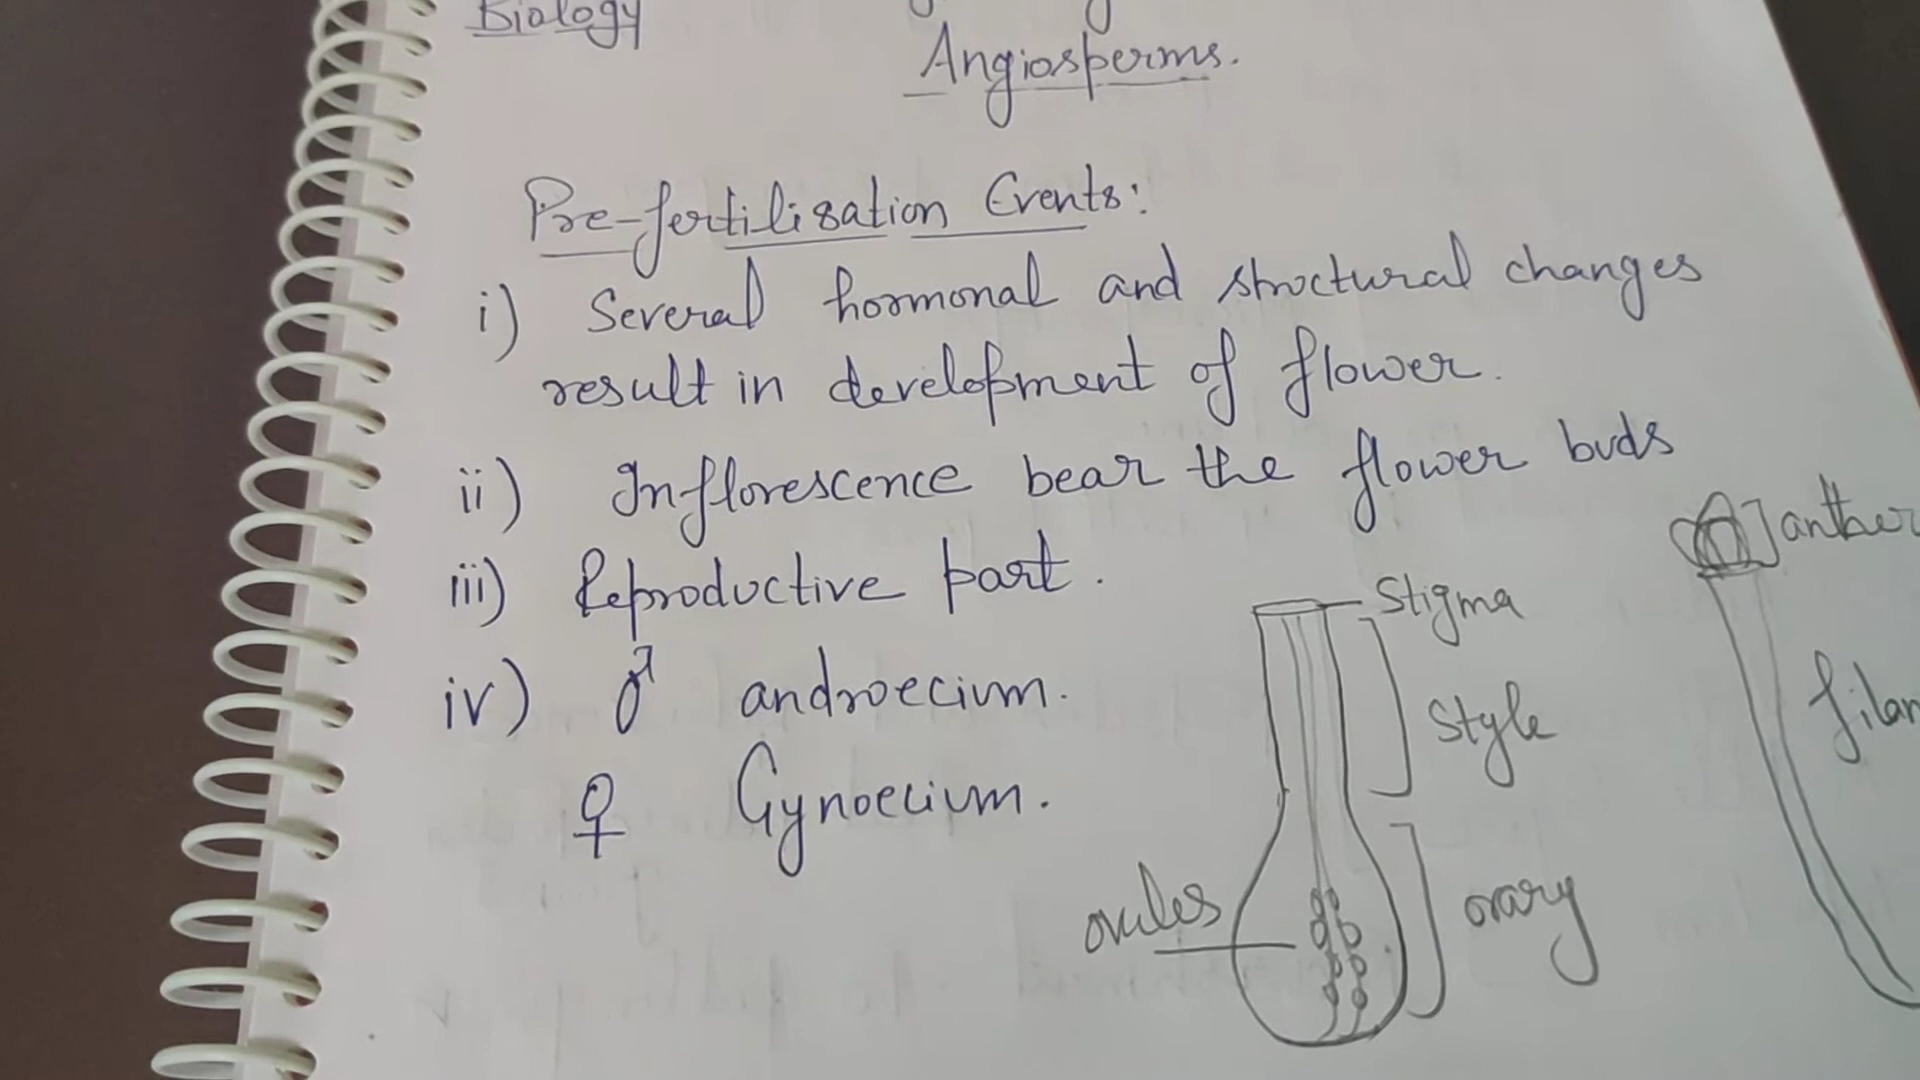 Biology
Angiosperms.
Pre-fertilisation Events:
i) Several hormonal and structural changes
result in development of flower.
ii) Inflorescence bear the flower buds
iii) Reproductive part.
iv) ♂ androecium.
♀ Gynoecium.
anther
Stigma
Style
ovules
ovary